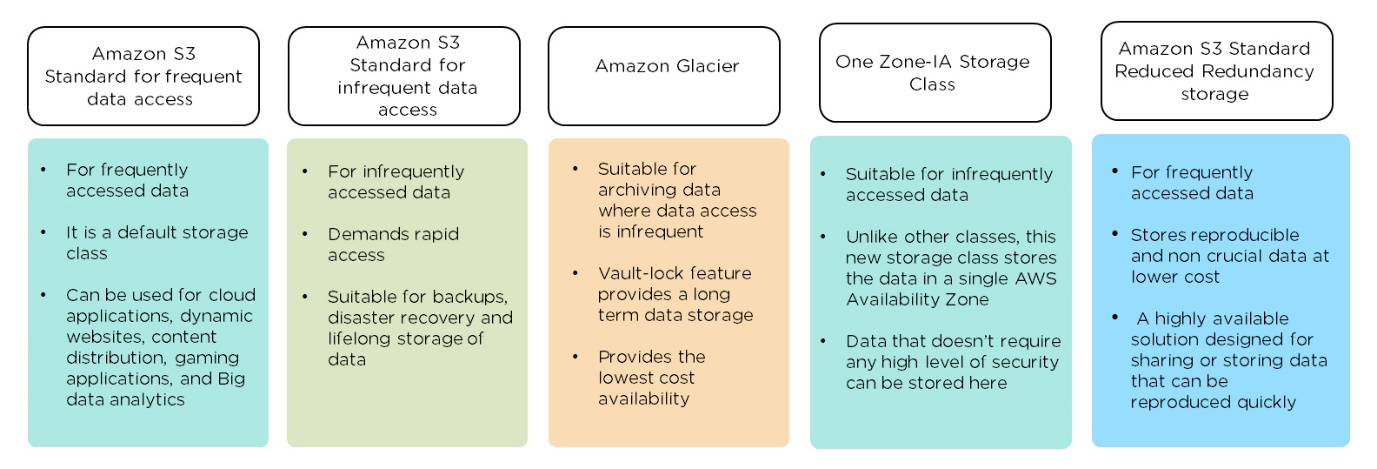 Amazon S3
Standard for frequent
data access
Amazon S3
Standard for
infrequent data
access
Amazon Glacier
One Zone-IA Storage
Class
Amazon S3 Standard
Reduced Redundancy
storage
• For frequently
accessed data
• It is a default storage
class
• Can be used for cloud
applications, dynamic
websites, content
distribution, gaming
applications, and Big
data analytics
• For infrequently
accessed data
• Demands rapid
access
• Suitable for backups,
disaster recovery and
lifelong storage of
data
• Suitable for
archiving data
where data access
is infrequent
• Vault-lock feature
provides a long
term data storage
• Provides the
lowest cost
availability
• Suitable for infrequently
accessed data
• Unlike other classes, this
new storage class stores
the data in a single AWS
Availability Zone
• Data that doesn't require
any high level of security
can be stored here
• For frequently
accessed data
• Stores reproducible
and non crucial data at
lower cost
• A highly available
solution designed for
sharing or storing data
that can be
reproduced quickly